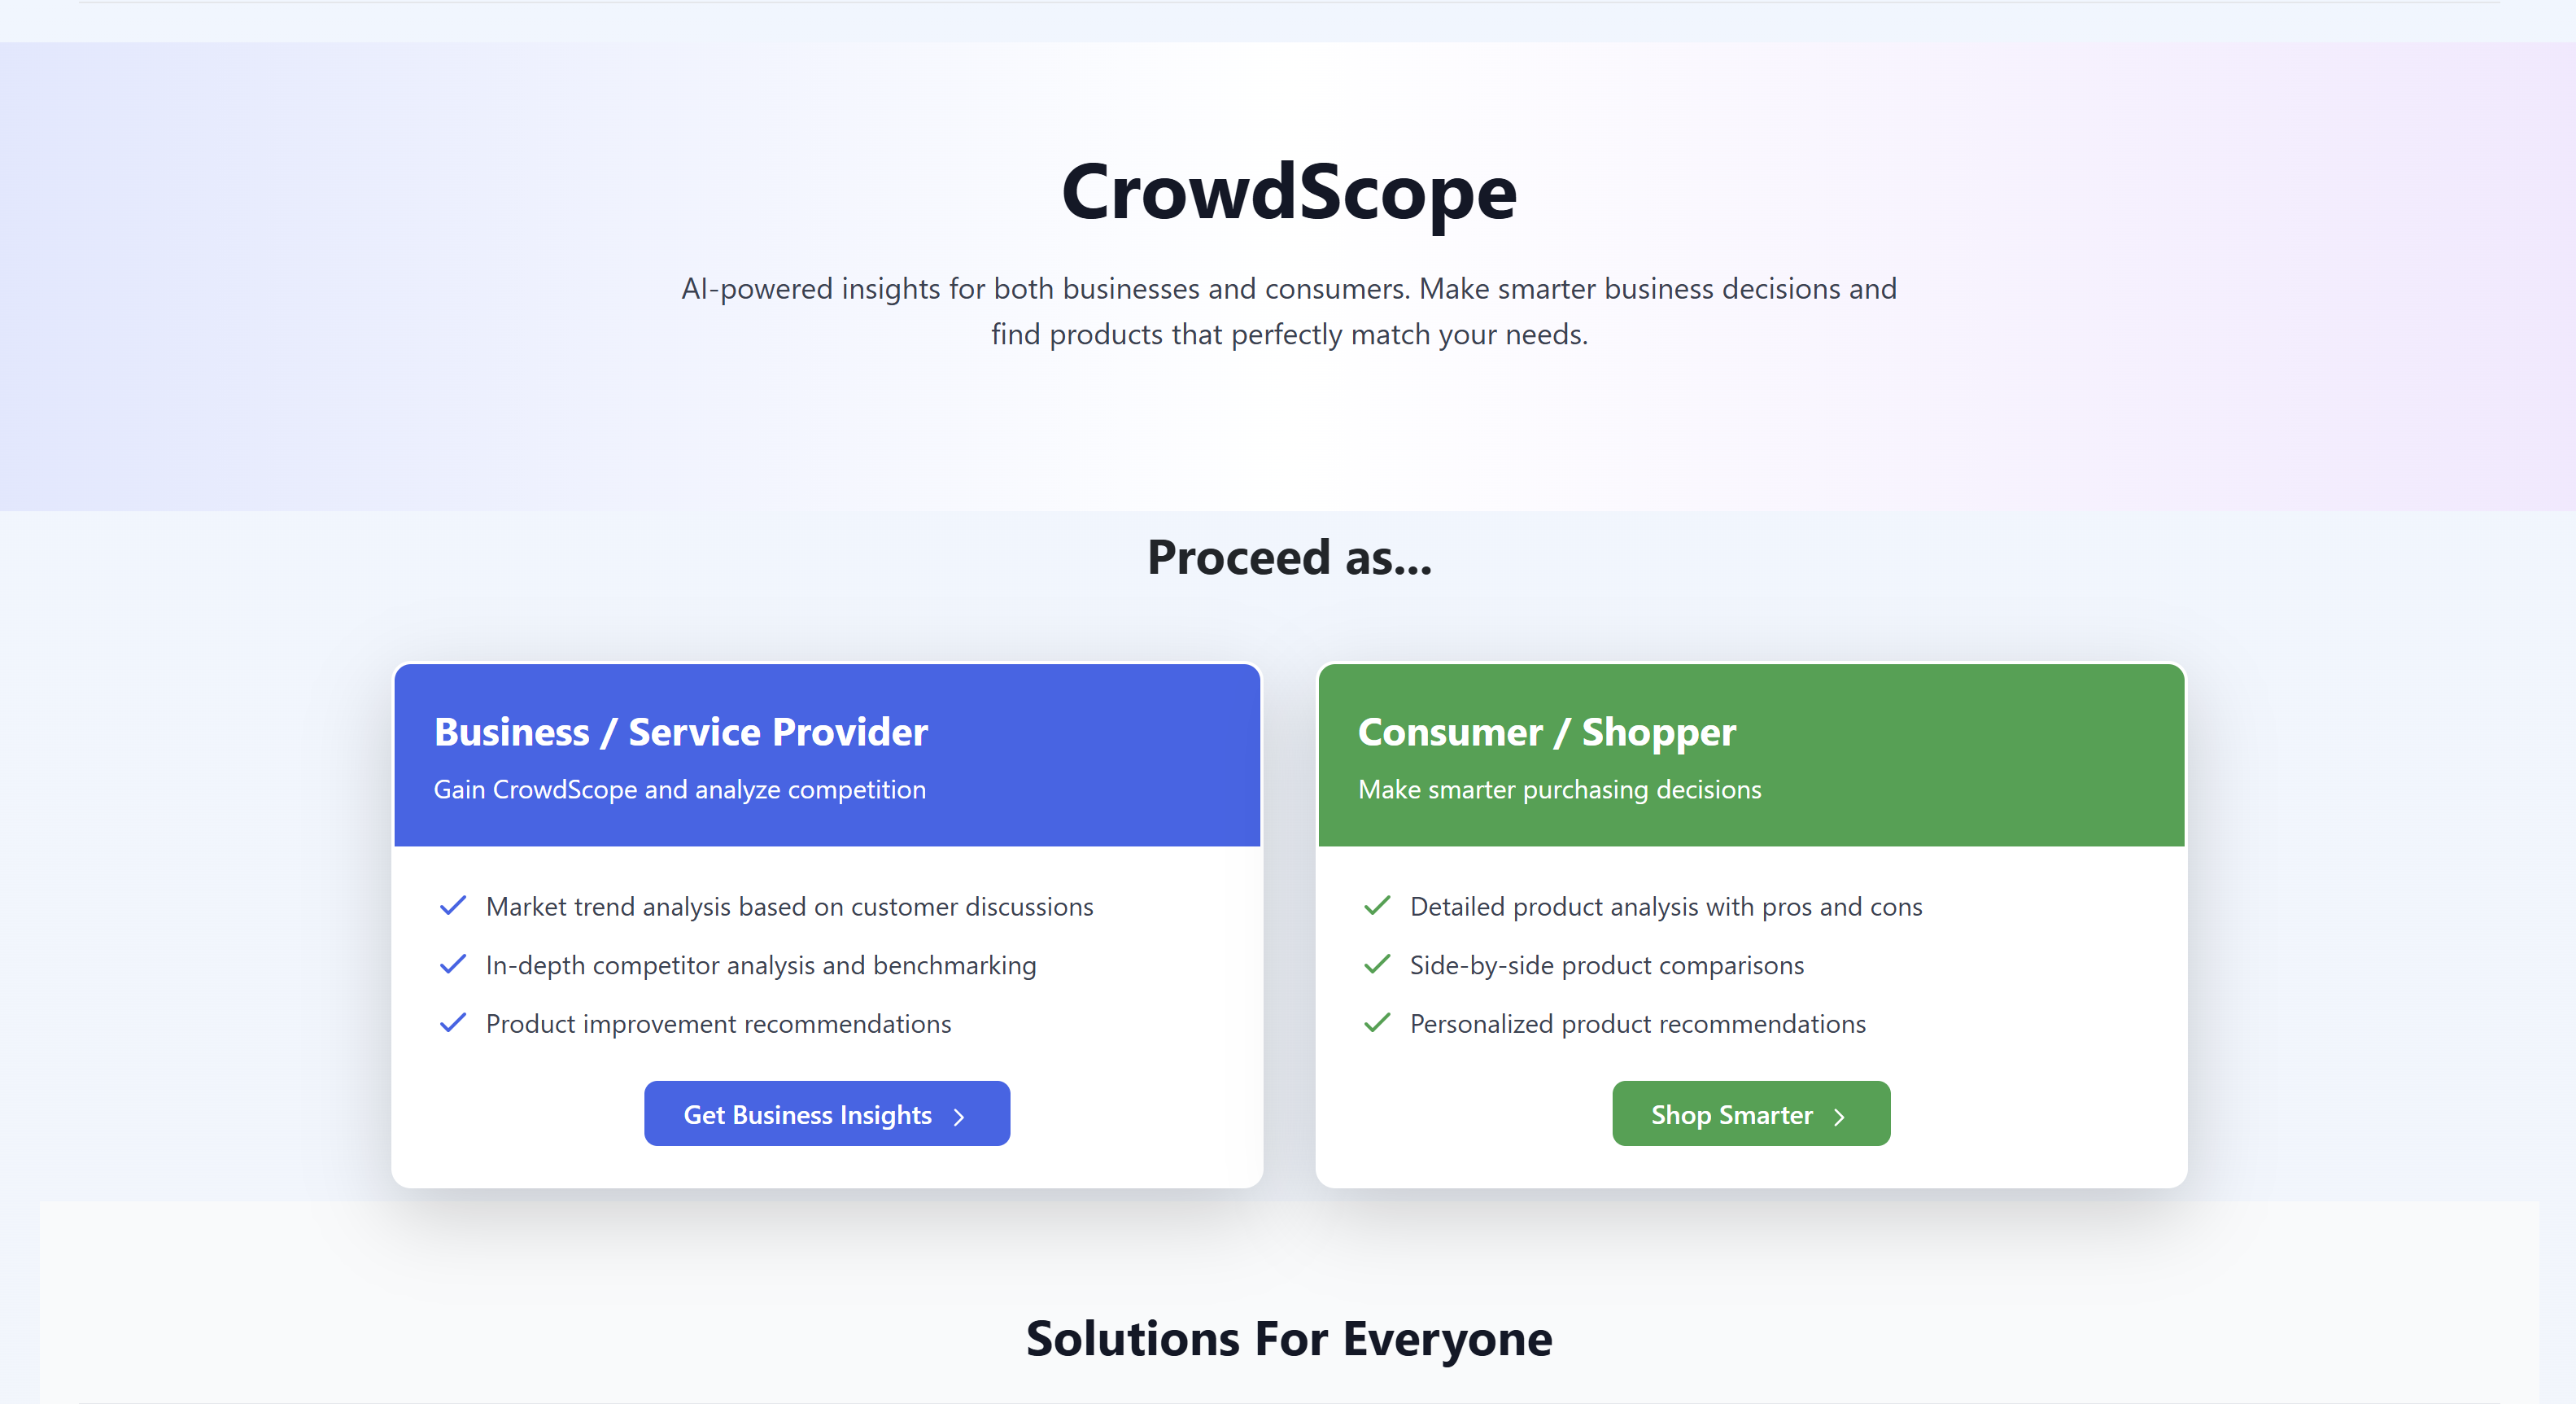 CrowdScope
AI-powered insights for both businesses and consumers. Make smarter business decisions and
find products that perfectly match your needs.
Proceed as...
Business / Service Provider
Gain CrowdScope and analyze competition
Market trend analysis based on customer discussions
In-depth competitor analysis and benchmarking
Product improvement recommendations
Get Business Insights
Consumer / Shopper
Make smarter purchasing decisions
Detailed product analysis with pros and cons
Side-by-side product comparisons
Personalized product recommendations
Shop Smarter
Solutions For Everyone